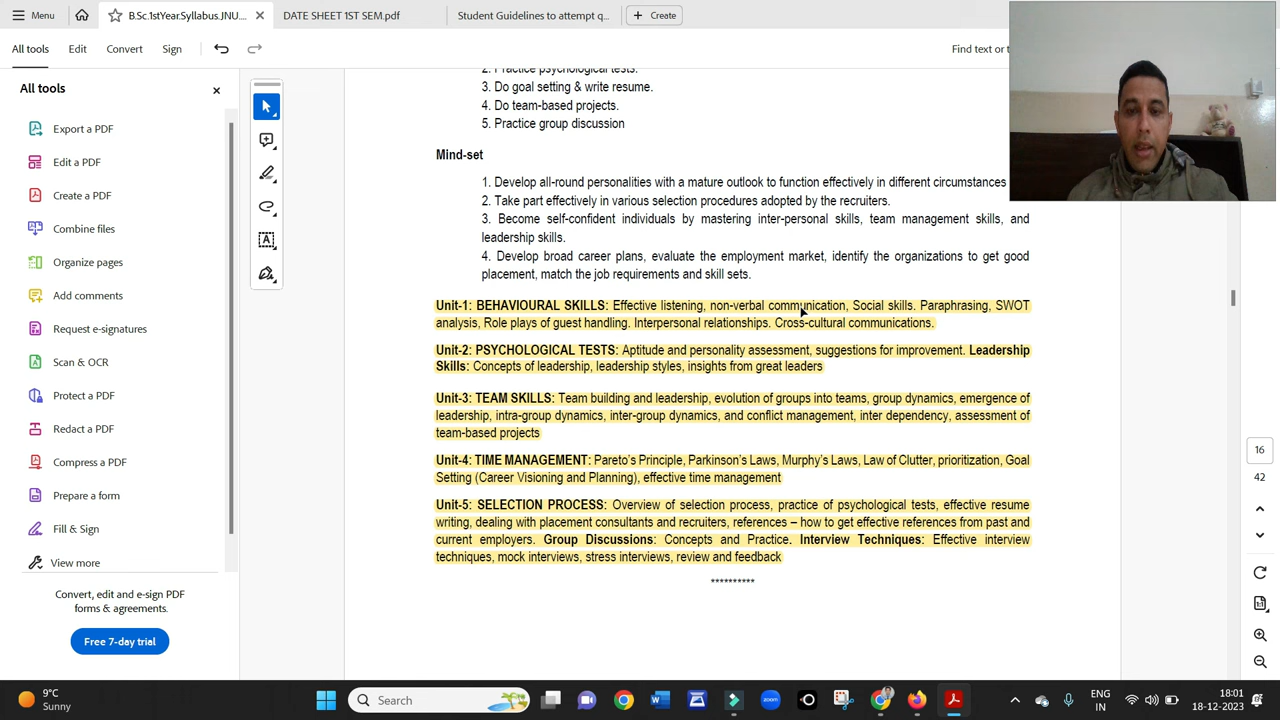 Menu
B.Sc.1stYear.Syllabus.JNU...
DATE SHEET 1ST SEM.pdf
Student Guidelines to attempt q...
Create
All tools
Edit
Convert
Sign
Find text or t
All tools
Export a PDF
Edit a PDF
Create a PDF
Combine files
Organize pages
Add comments
Request e-signatures
Scan & OCR
Protect a PDF
Redact a PDF
Compress a PDF
Prepare a form
Fill & Sign
View more
Convert, edit and e-sign PDF
forms & agreements.
Free 7-day trial
2. Practice psychological tests.
3. Do goal setting & write resume.
4. Do team-based projects.
5. Practice group discussion
Mind-set
1. Develop all-round personalities with a mature outlook to function effectively in different circumstances
2. Take part effectively in various selection procedures adopted by the recruiters.
3. Become self-confident individuals by mastering inter-personal skills, team management skills, and
leadership skills.
4. Develop broad career plans, evaluate the employment market, identify the organizations to get good
placement, match the job requirements and skill sets.
Unit-1: BEHAVIOURAL SKILLS: Effective listening, non-verbal communication, Social skills. Paraphrasing, SWOT
analysis, Role plays of guest handling. Interpersonal relationships. Cross-cultural communications.
Unit-2: PSYCHOLOGICAL TESTS: Aptitude and personality assessment, suggestions for improvement. Leadership
Skills: Concepts of leadership, leadership styles, insights from great leaders
Unit-3: TEAM SKILLS: Team building and leadership, evolution of groups into teams, group dynamics, emergence of
leadership, intra-group dynamics, inter-group dynamics, and conflict management, inter dependency, assessment of
team-based projects
Unit-4: TIME MANAGEMENT: Pareto's Principle, Parkinson's Laws, Murphy's Laws, Law of Clutter, prioritization, Goal
Setting (Career Visioning and Planning), effective time management
Unit-5: SELECTION PROCESS: Overview of selection process, practice of psychological tests, effective resume
writing, dealing with placement consultants and recruiters, references – how to get effective references from past and
current employers. Group Discussions: Concepts and Practice. Interview Techniques: Effective interview
techniques, mock interviews, stress interviews, review and feedback
**********
16
42
9°C
Sunny
Search
zoom
ENG
IN
18:01
18-12-2023